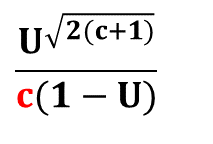 U^√(2(c+1))
c(1 − U)